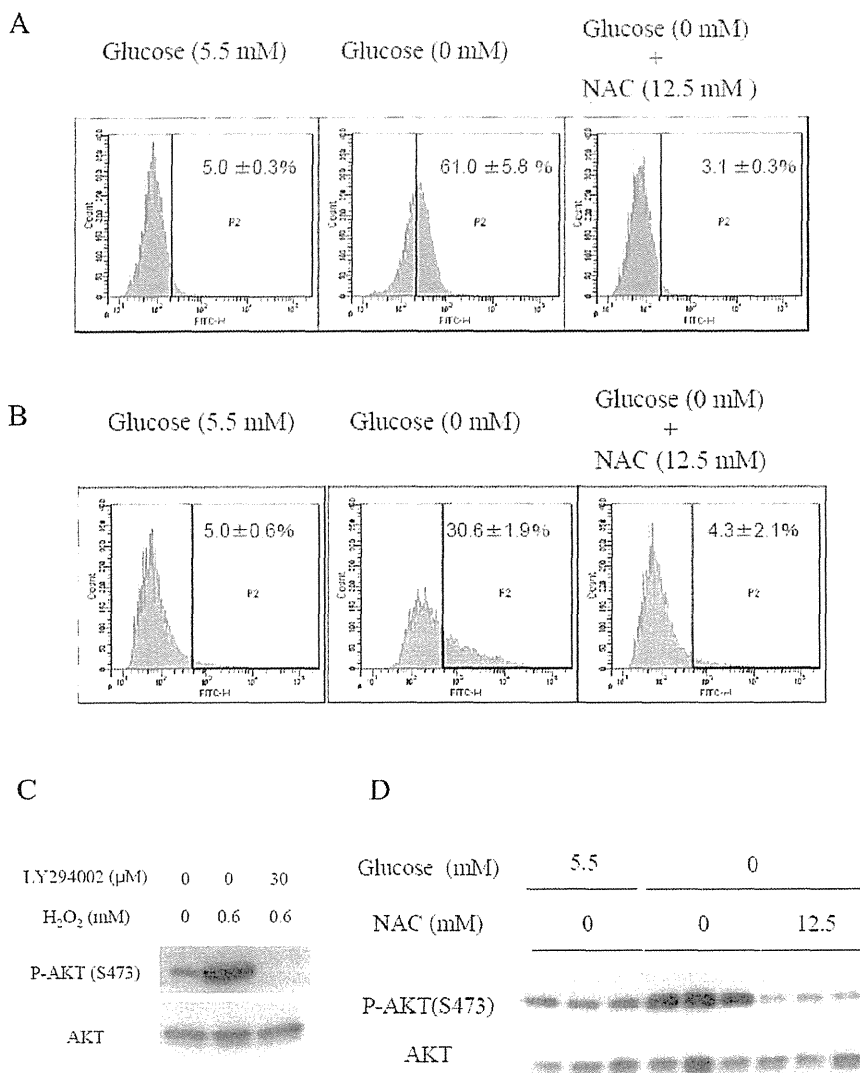 A
Glucose (5.5 mM)
Glucose (0 mM)
Glucose (0 mM)
+
NAC (12.5 mM )
5.0 ±0.3%
61.0 ±5.8 %
3.1 ±0.3%
P2
P2
P2
Count
Count
Count
FITC-H
FITC-H
FITC-H
B
Glucose (5.5 mM)
Glucose (0 mM)
Glucose (0 mM)
+
NAC (12.5 mM)
5.0±0.6%
30.6±1.9%
4.3±2.1%
P2
P2
P2
Count
Count
Count
FITC-H
FITC-H
FITC-H
C
LY294002 (µM) 0 0 30
H₂O₂ (mM) 0 0.6 0.6
P-AKT (S473)
AKT
D
Glucose (mM) 5.5 0
NAC (mM) 0 0 12.5
P-AKT(S473)
AKT